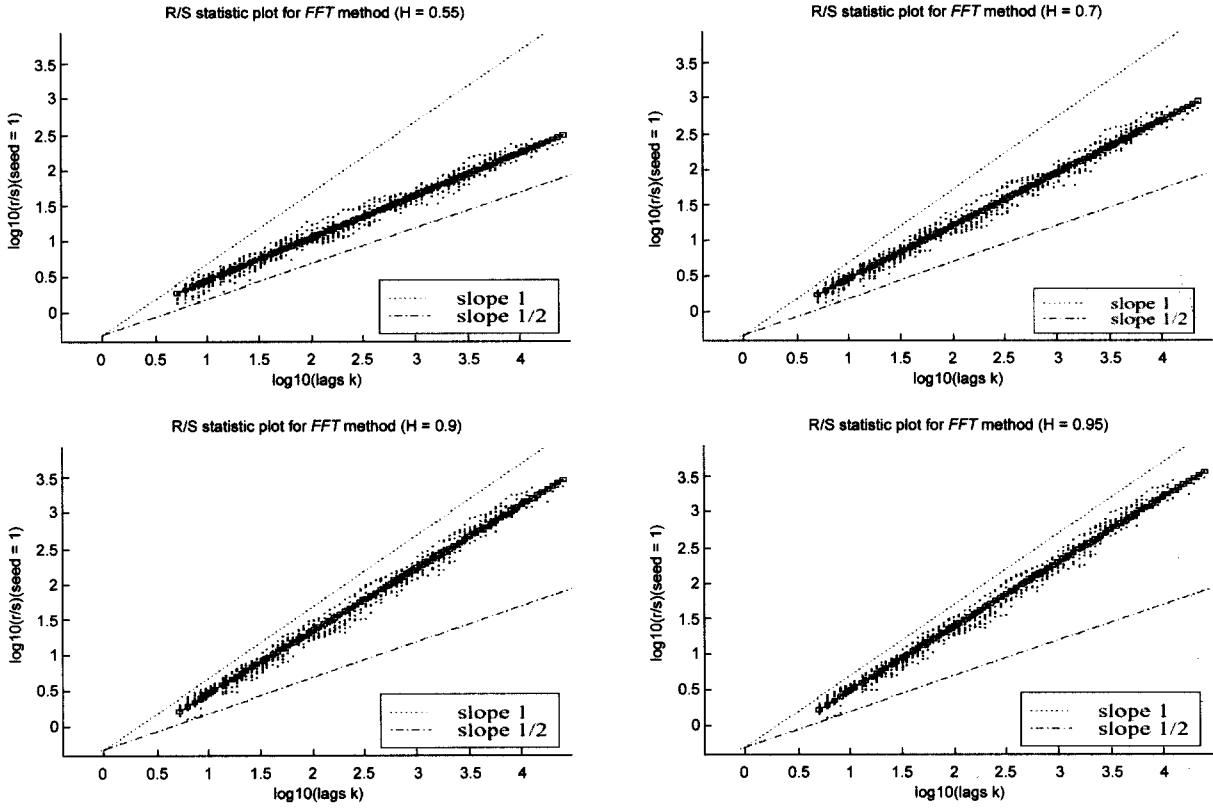 R/S statistic plot for FFT method (H = 0.55)
3.5
3
2.5
2
1.5
1
0.5
0
log10(r/s)(seed = 1)
slope 1
slope 1/2
0 0.5 1 1.5 2 2.5 3 3.5 4
log10(lags k)
R/S statistic plot for FFT method (H = 0.7)
3.5
3
2.5
2
1.5
1
0.5
0
log10(r/s)(seed = 1)
slope 1
slope 1/2
0 0.5 1 1.5 2 2.5 3 3.5 4
log10(lags k)
R/S statistic plot for FFT method (H = 0.9)
3.5
3
2.5
2
1.5
1
0.5
0
log10(r/s)(seed = 1)
slope 1
slope 1/2
0 0.5 1 1.5 2 2.5 3 3.5 4
log10(lags k)
R/S statistic plot for FFT method (H = 0.95)
3.5
3
2.5
2
1.5
1
0.5
0
log10(r/s)(seed = 1)
slope 1
slope 1/2
0 0.5 1 1.5 2 2.5 3 3.5 4
log10(lags k)